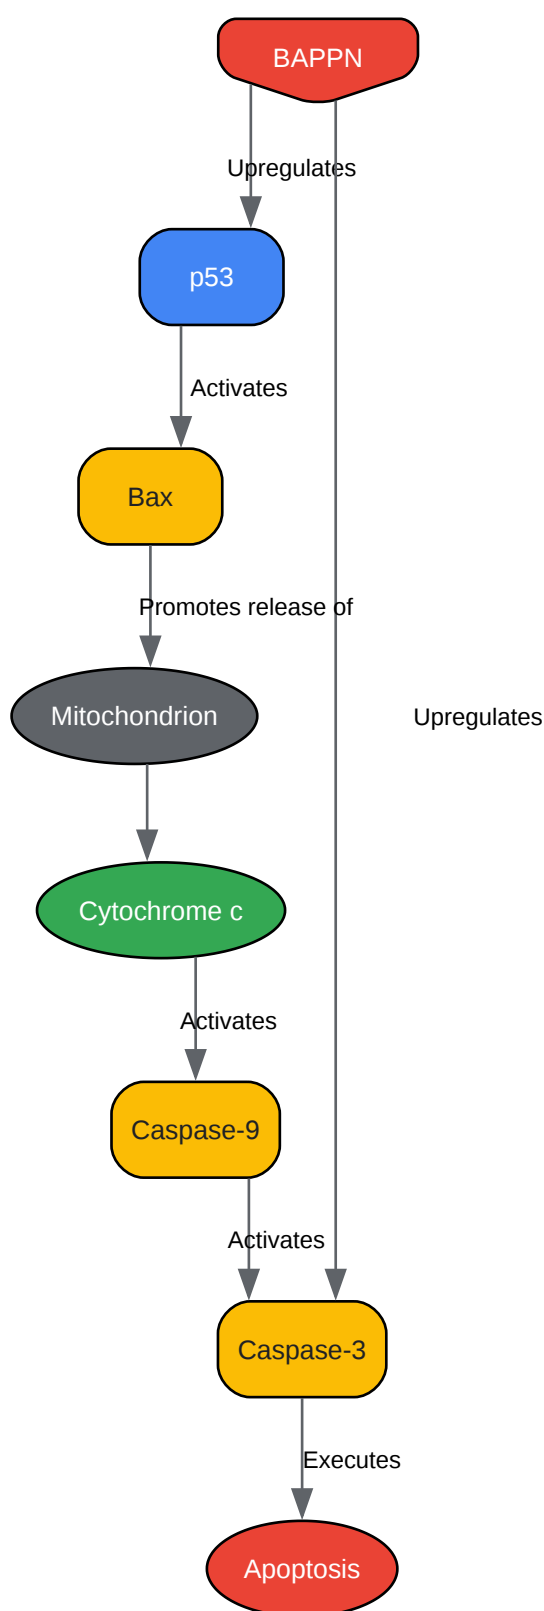 BAPPN
Upregulates
p53
Activates
Bax
Promotes release of
Mitochondrion
Upregulates
Cytochrome c
Activates
Caspase-9
Activates
Caspase-3
Executes
Apoptosis